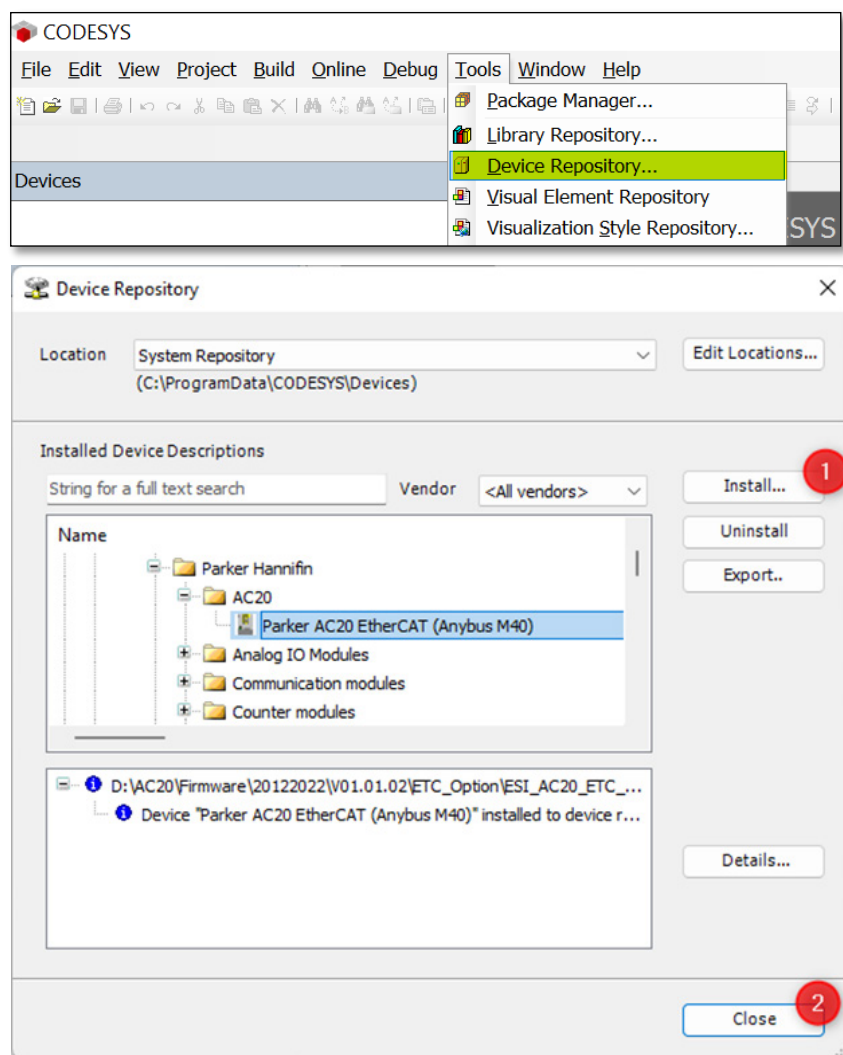 CODESYS
File Edit View Project Build Online Debug Tools Window Help
Package Manager...
Library Repository...
Device Repository...
Devices
Visual Element Repository
Visualization Style Repository...
SYS
Device Repository
Location
System Repository
Edit Locations...
(C:\ProgramData\CODESYS\Devices)
Installed Device Descriptions
String for a full text search
Vendor
<All vendors>
Install...
1
Name
Uninstall
Parker Hannifin
Export..
AC20
Parker AC20 EtherCAT (Anybus M40)
Analog IO Modules
Communication modules
Counter modules
D:\AC20\Firmware\20122022\V01.01.02\ETC_Option\ESI_AC20_ETC_...
Device "Parker AC20 EtherCAT (Anybus M40)" installed to device r...
Details...
Close
2